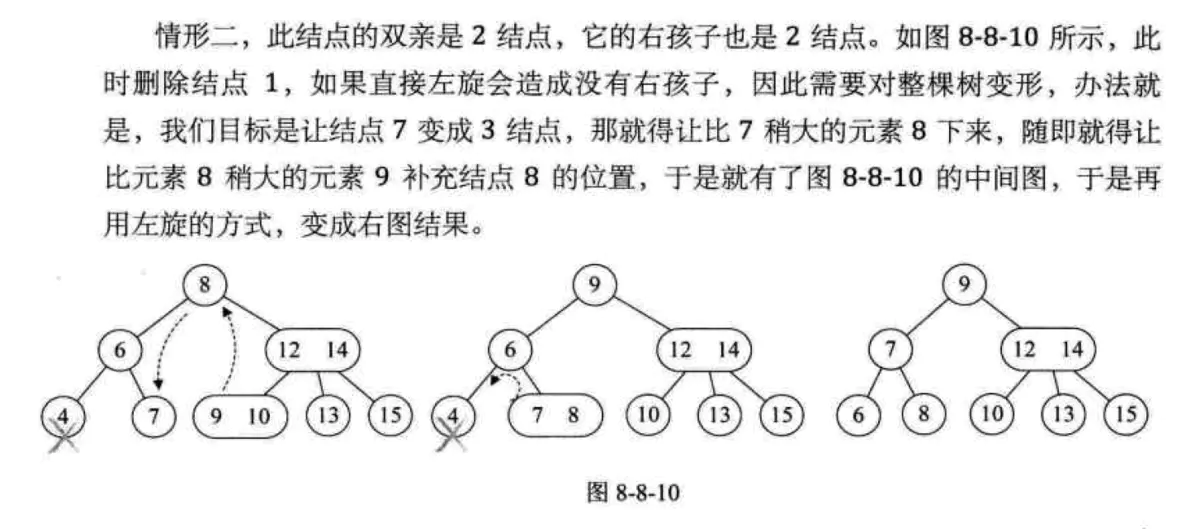 情形二，此结点的双亲是 2 结点，它的右孩子也是 2 结点。如图 8-8-10 所示，此
时删除结点 1，如果直接左旋会造成没有右孩子，因此需要对整棵树变形，办法就
是，我们目标是让结点 7 变成 3 结点，那就得让比 7 稍大的元素 8 下来，随即就得让
比元素 8 稍大的元素 9 补充结点 8 的位置，于是就有了图 8-8-10 的中间图，于是再
用左旋的方式，变成右图结果。
8 9 9
6 12 14 6 12 14 7 12 14
4 7 9 10 13 15 4 7 8 10 13 15 6 8 10 13 15
图 8-8-10